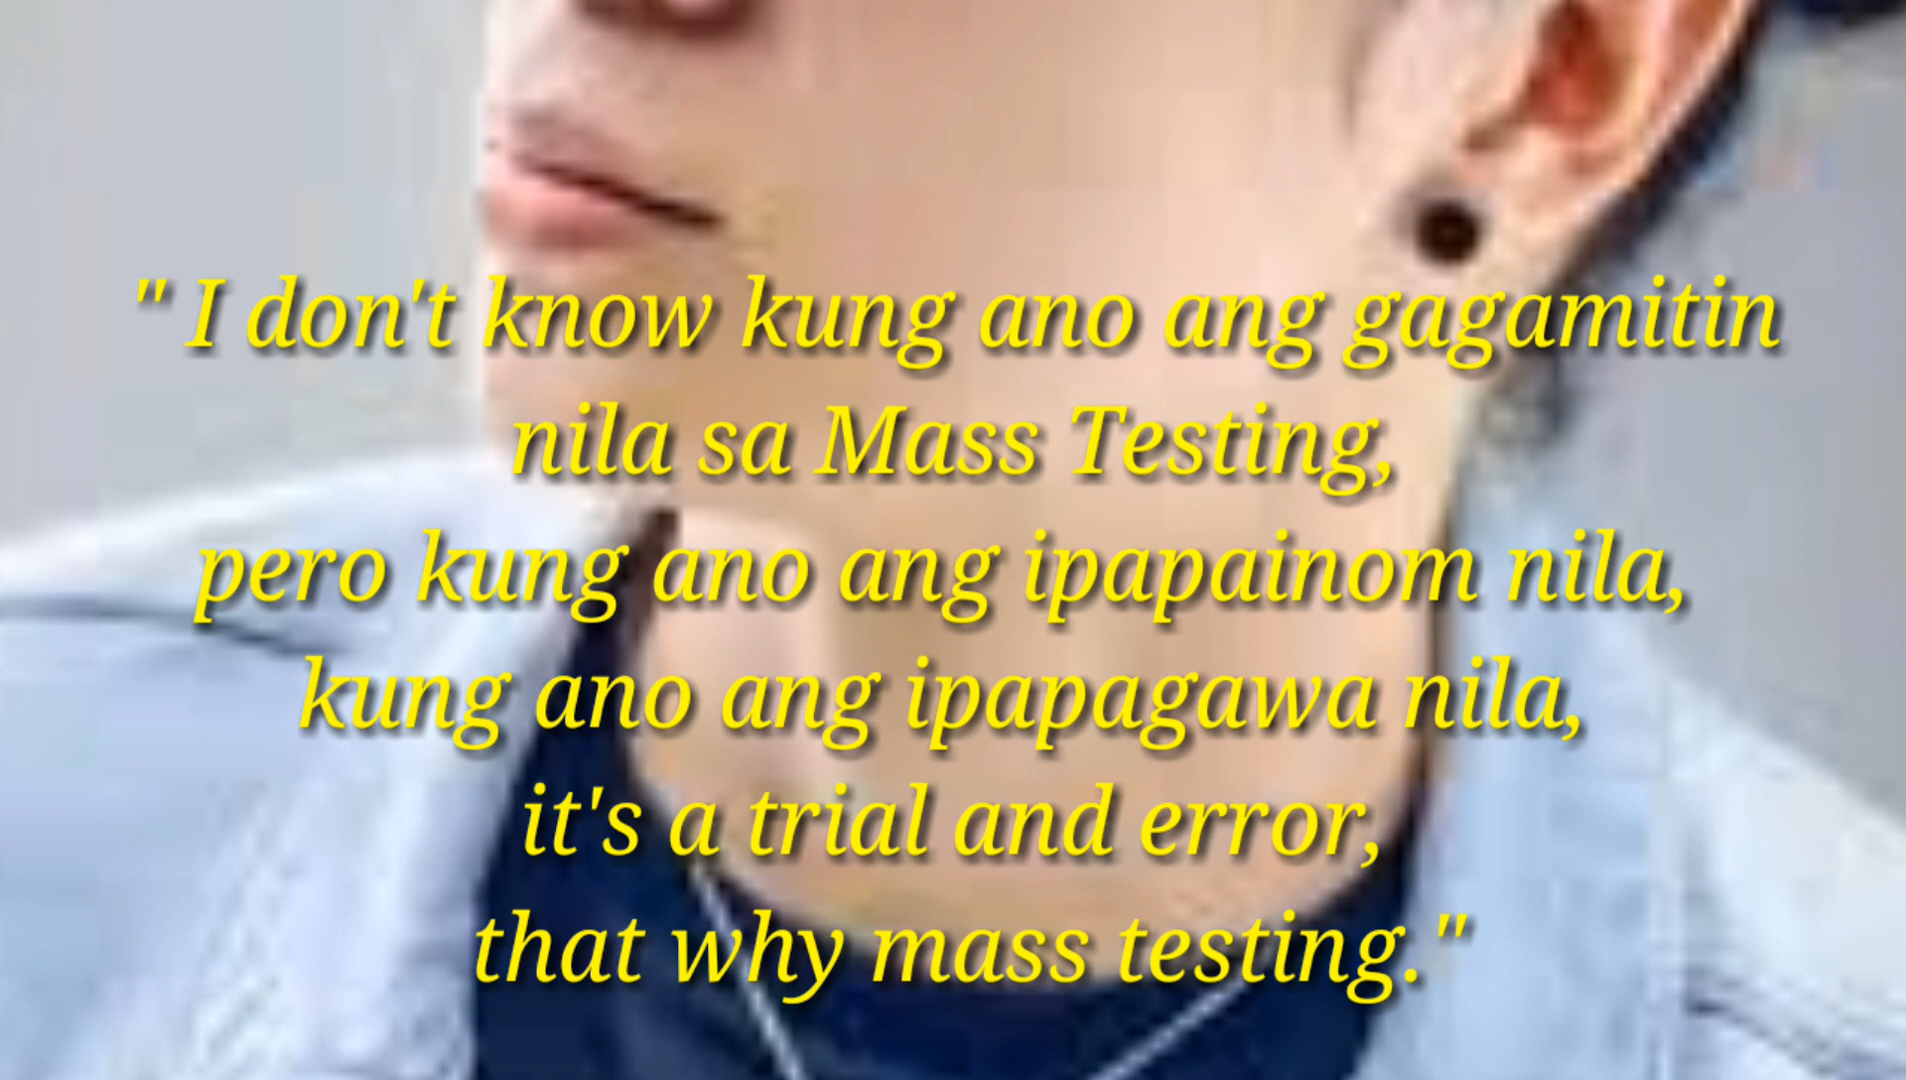 " I don't know kung ano ang gagamitin
nila sa Mass Testing,
pero kung ano ang ipapainom nila,
kung ano ang ipapagawa nila,
it's a trial and error,
that why mass testing."